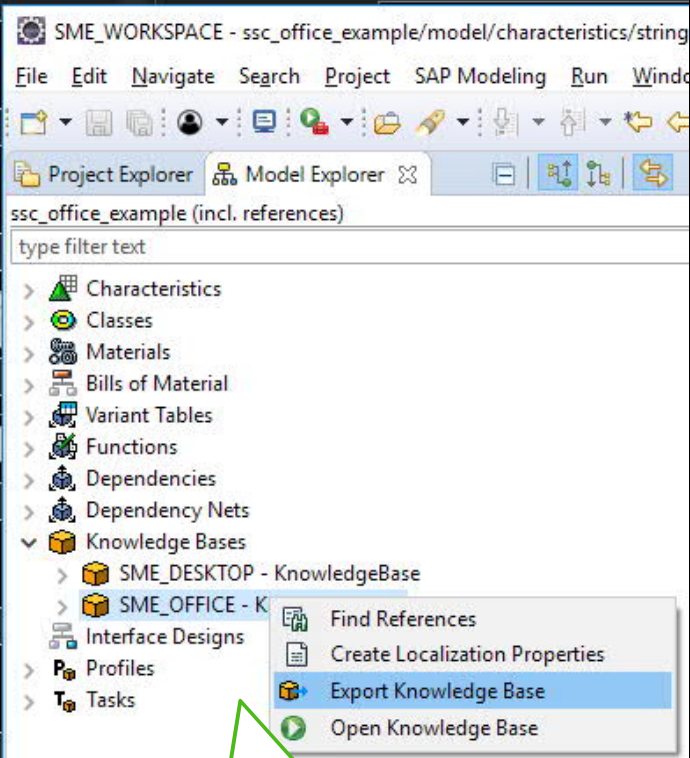 SME_WORKSPACE - ssc_office_example/model/characteristics/string
File Edit Navigate Search Project SAP Modeling Run Windo
Project Explorer Model Explorer
ssc_office_example (incl. references)
type filter text
Characteristics
Classes
Materials
Bills of Material
Variant Tables
Functions
Dependencies
Dependency Nets
Knowledge Bases
SME_DESKTOP - KnowledgeBase
SME_OFFICE - K
Find References
Interface Designs
Create Localization Properties
Profiles
Export Knowledge Base
Tasks
Open Knowledge Base